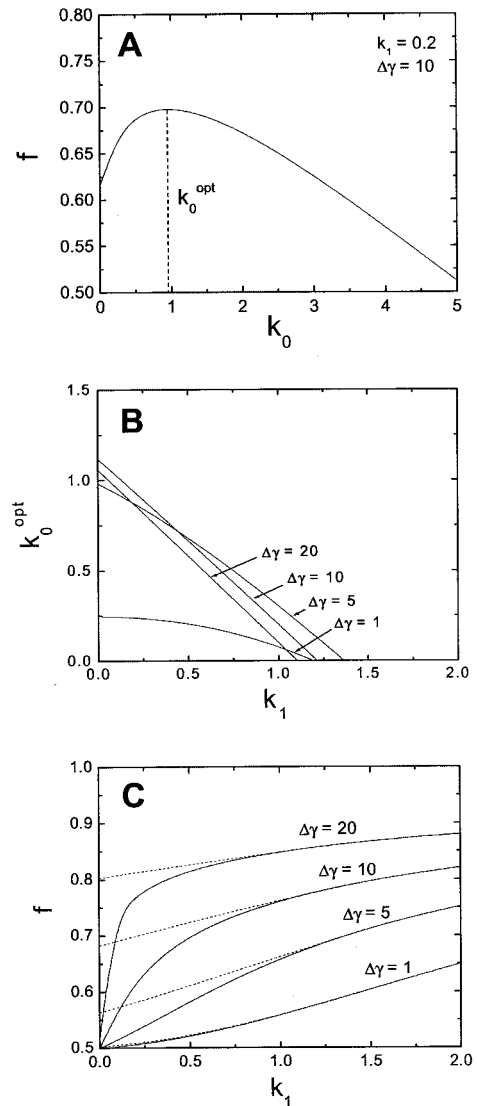 A
k₁ = 0.2
Δγ = 10
0.80
0.75
0.70
0.65
0.60
0.55
0.50
f
k₀ᵒᵖᵗ
0 1 2 3 4 5
k₀
B
1.5
1.0
0.5
0.0
k₀ᵒᵖᵗ
Δγ = 20
Δγ = 10
Δγ = 5
Δγ = 1
0.0 0.5 1.0 1.5 2.0
k₁
C
1.0
0.9
0.8
0.7
0.6
0.5
f
Δγ = 20
Δγ = 10
Δγ = 5
Δγ = 1
0.0 0.5 1.0 1.5 2.0
k₁